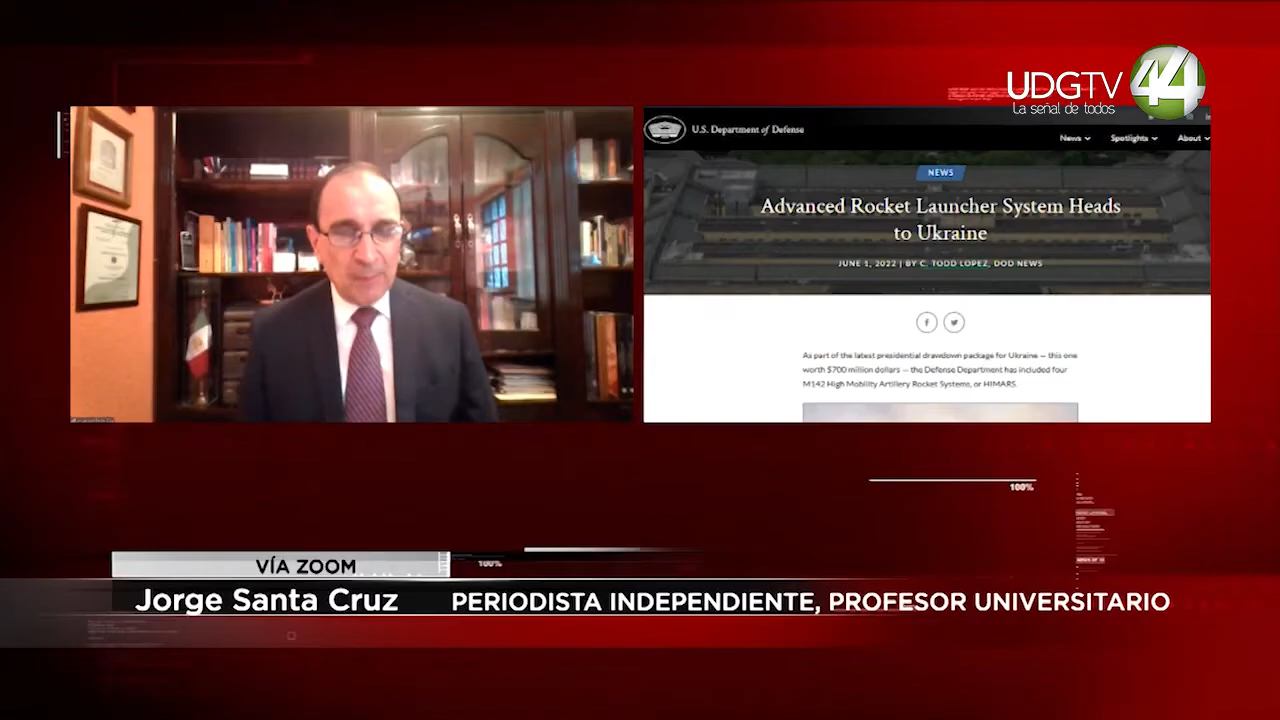 UDGTV 44
La señal de todos
U.S. Department of Defense
News
Spotlights
About
NEWS
Advanced Rocket Launcher System Heads
to Ukraine
JUNE 1, 2022 | BY C. TODD LOPEZ, DOD NEWS
As part of the latest presidential drawdown package for Ukraine — this one
worth $700 million dollars — the Defense Department has included four
M142 High Mobility Artillery Rocket Systems, or HIMARS.
100%
VÍA ZOOM
100%
Jorge Santa Cruz
PERIODISTA INDEPENDIENTE, PROFESOR UNIVERSITARIO